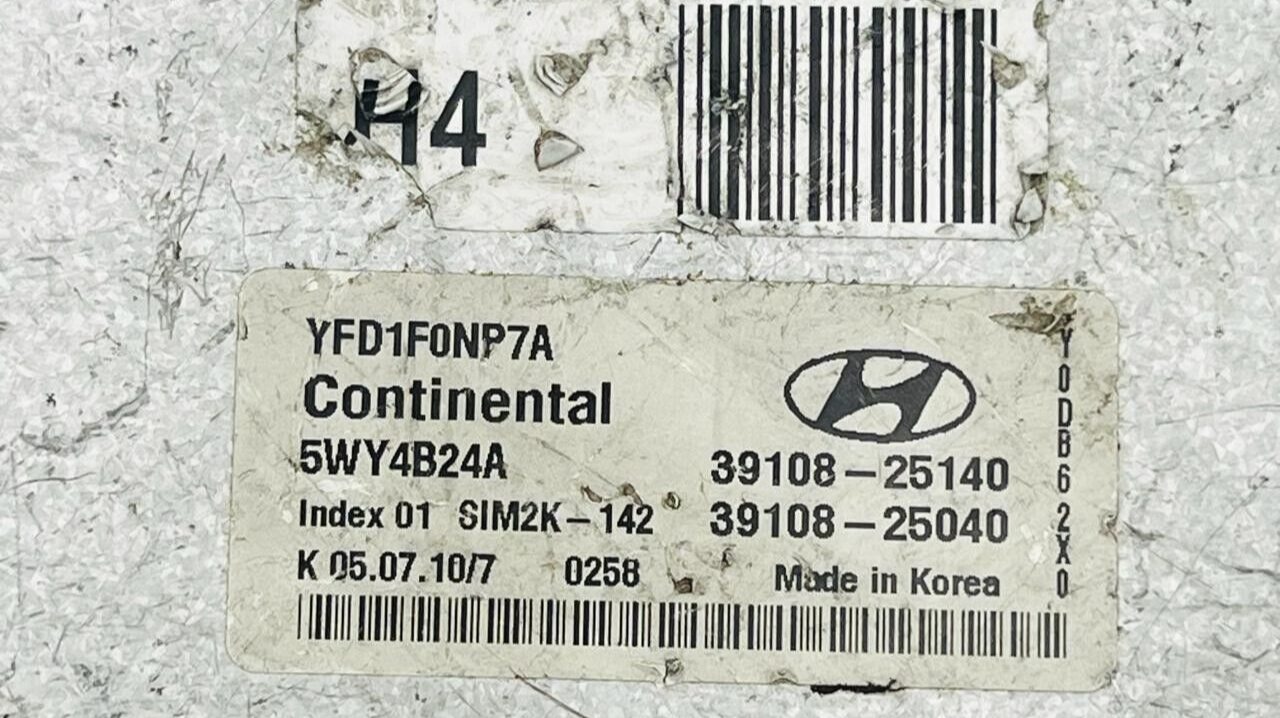 H4
YFD1F0NP7A
Continental
5WY4B24A
39108-25140
Index 01 SIM2K-142
39108-25040
K 05.07.10/7 0258
Made in Korea
Y0DB62X0